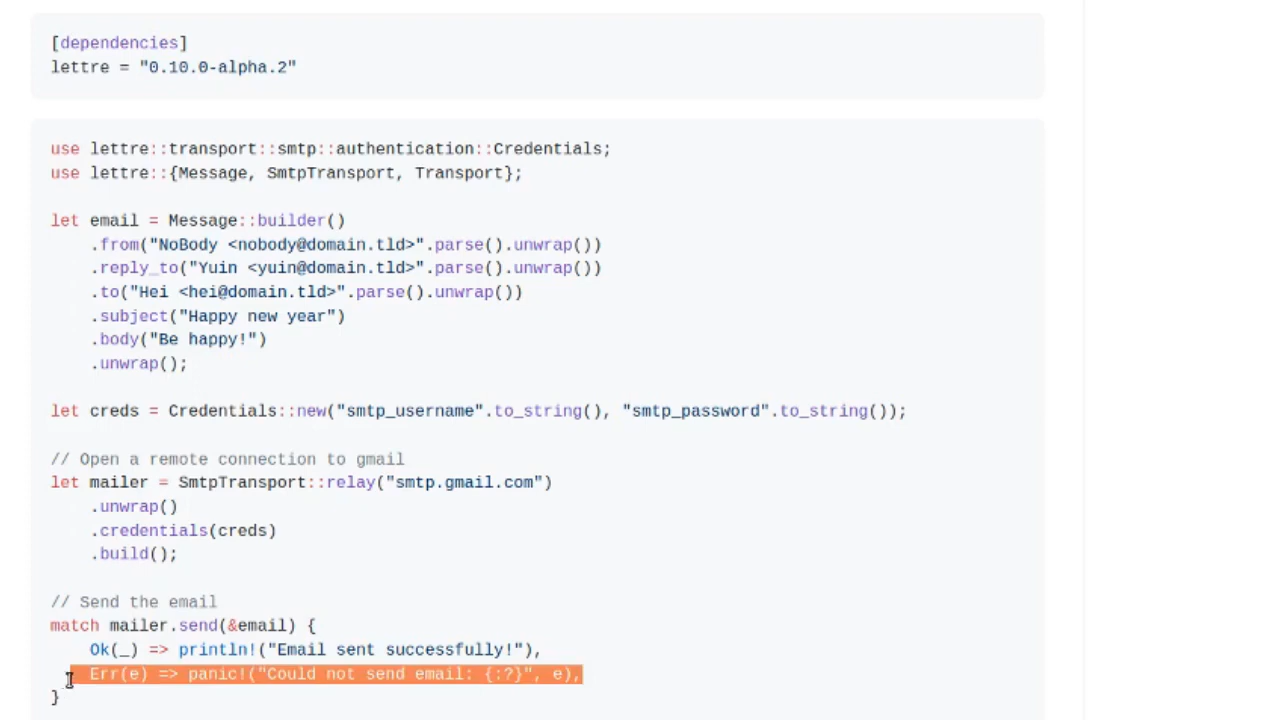 [dependencies]
lettre = "0.10.0-alpha.2"
use lettre::transport::smtp::authentication::Credentials;
use lettre::{Message, SmtpTransport, Transport};
let email = Message::builder()
    .from("NoBody <nobody@domain.tld>".parse().unwrap())
    .reply_to("Yuin <yuin@domain.tld>".parse().unwrap())
    .to("Hei <hei@domain.tld>".parse().unwrap())
    .subject("Happy new year")
    .body("Be happy!")
    .unwrap();
let creds = Credentials::new("smtp_username".to_string(), "smtp_password".to_string());
// Open a remote connection to gmail
let mailer = SmtpTransport::relay("smtp.gmail.com")
    .unwrap()
    .credentials(creds)
    .build();
// Send the email
match mailer.send(&email) {
    Ok(_) => println!("Email sent successfully!"),
    Err(e) => panic!("Could not send email: {:?}", e),
}